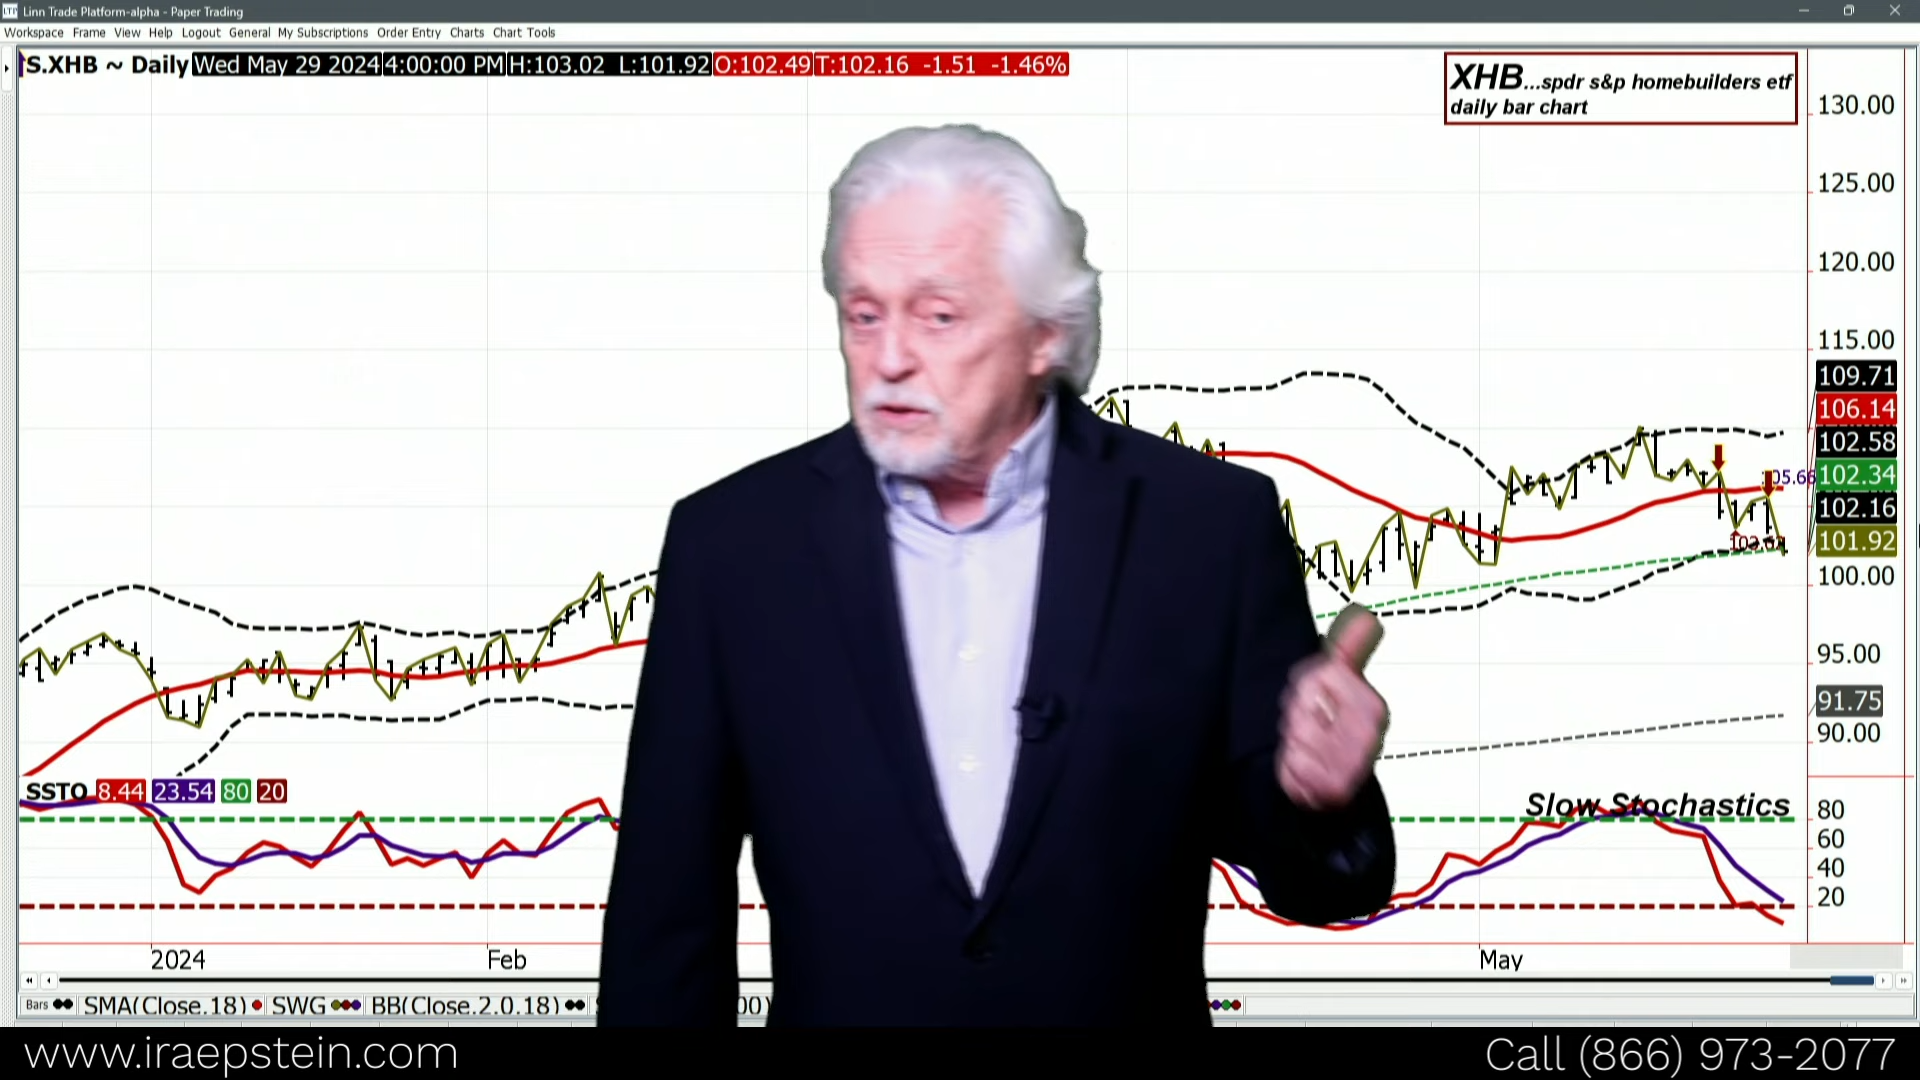 LTP Linn Trade Platform-alpha - Paper Trading
Workspace Frame View Help Logout General My Subscriptions Order Entry Charts Chart Tools
S.XHB ~ Daily Wed May 29 2024 4:00:00 PM H:103.02 L:101.92 O:102.49 T:102.16 -1.51 -1.46%
XHB...spdr s&p homebuilders etf
daily bar chart
130.00
125.00
120.00
115.00
109.71
106.14
102.58
102.34
102.16
101.92
100.00
95.00
91.75
90.00
SSTO 8.44 23.54 80 20
Slow Stochastics
80
60
40
20
2024 Feb May
Bars SMA(Close,18) SWG BB(Close,2.0,18)
www.iraepstein.com
Call (866) 973-2077